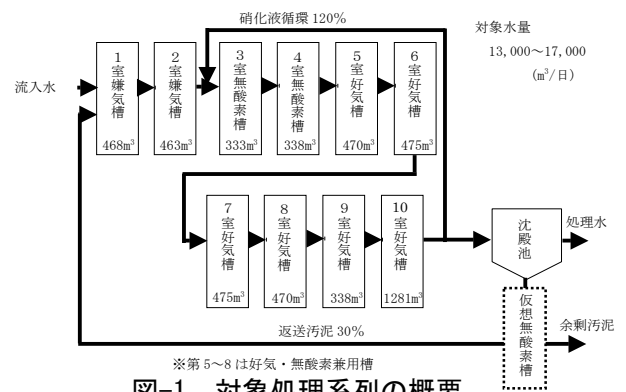 硝化液循環 120%
対象水量
13,000～17,000
(m³/日)
流入水
1室嫌気槽
468m³
2室嫌気槽
463m³
3室無酸素槽
333m³
4室無酸素槽
338m³
5室好気槽
470m³
6室好気槽
475m³
7室好気槽
475m³
8室好気槽
470m³
9室好気槽
338m³
10室好気槽
1281m³
沈殿池
処理水
仮想無酸素槽
余剰汚泥
返送汚泥 30%
※第 5~8 は好気・無酸素兼用槽
図-1 対象処理系列の概要